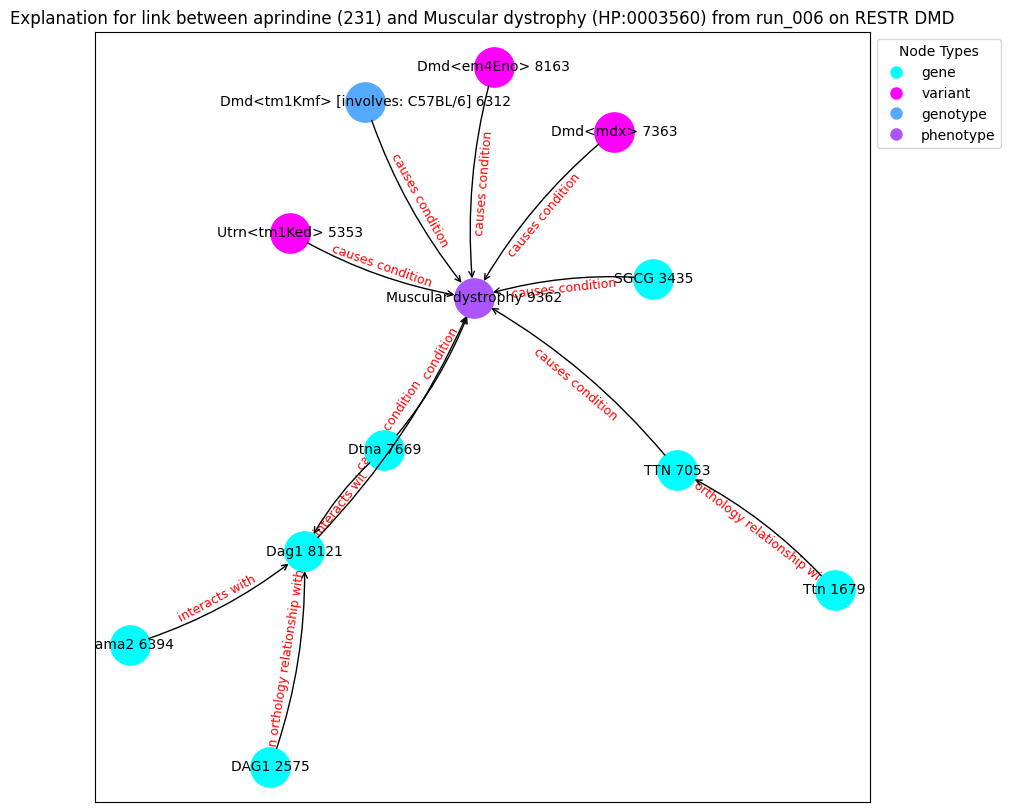 Explanation for link between aprindine (231) and Muscular dystrophy (HP:0003560) from run_006 on RESTR DMD
Node Types
gene
variant
genotype
phenotype
Dmd<em4Eno> 8163
Dmd<tm1Kmf> [involves: C57BL/6] 6312
Dmd<mdx> 7363
causes condition
causes condition
causes condition
Utrn<tm1Ked> 5353
causes condition
SGCG 3435
causes condition
Muscular dystrophy 9362
condition
causes condition
condition
Dtna 7669
TTN 7053
interacts wit
orthology relationship wi
Dag1 8121
Ttn 1679
interacts with
ama2 6394
n orthology relationship with
DAG1 2575